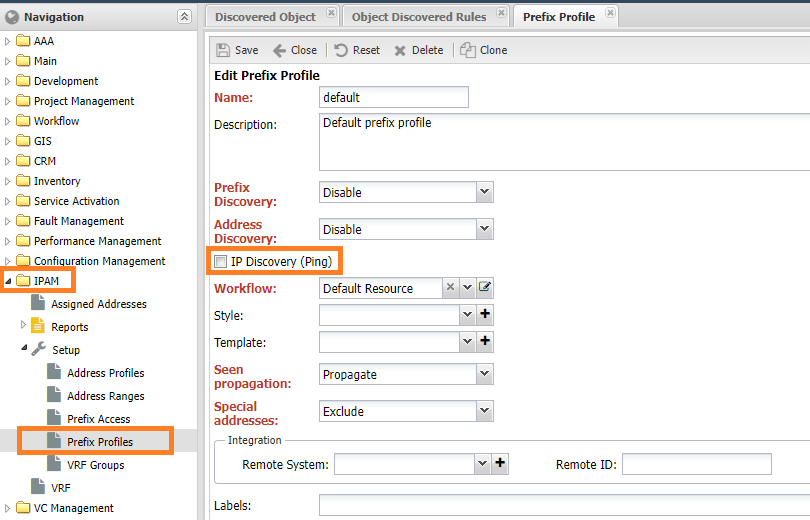 Navigation
AAA
Main
Development
Project Management
Workflow
GIS
CRM
Inventory
Service Activation
Fault Management
Performance Management
Configuration Management
IPAM
Assigned Addresses
Reports
Setup
Address Profiles
Address Ranges
Prefix Access
Prefix Profiles
VRF Groups
VRF
VC Management
Discovered Object
Object Discovered Rules
Prefix Profile
Save Close Reset Delete Clone
Edit Prefix Profile
Name: default
Description: Default prefix profile
Prefix
Discovery: Disable
Address
Discovery: Disable
IP Discovery (Ping)
Workflow: Default Resource
Style:
Template:
Seen
propagation: Propagate
Special
addresses: Exclude
Integration
Remote System: Remote ID:
Labels: